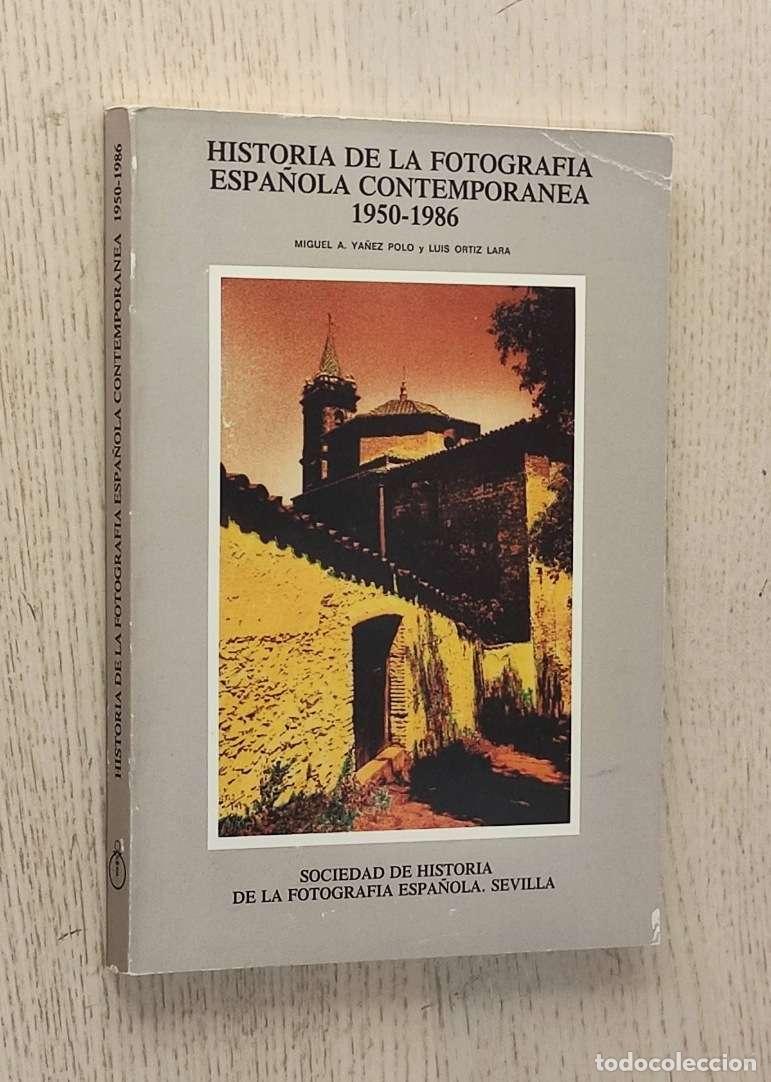 HISTORIA DE LA FOTOGRAFIA
ESPAÑOLA CONTEMPORANEA
1950-1986
MIGUEL A. YAÑEZ POLO y LUIS ORTIZ LARA
SOCIEDAD DE HISTORIA
DE LA FOTOGRAFIA ESPAÑOLA. SEVILLA
HISTORIA DE LA FOTOGRAFIA ESPAÑOLA CONTEMPORANEA 1950-1986
todocoleccion